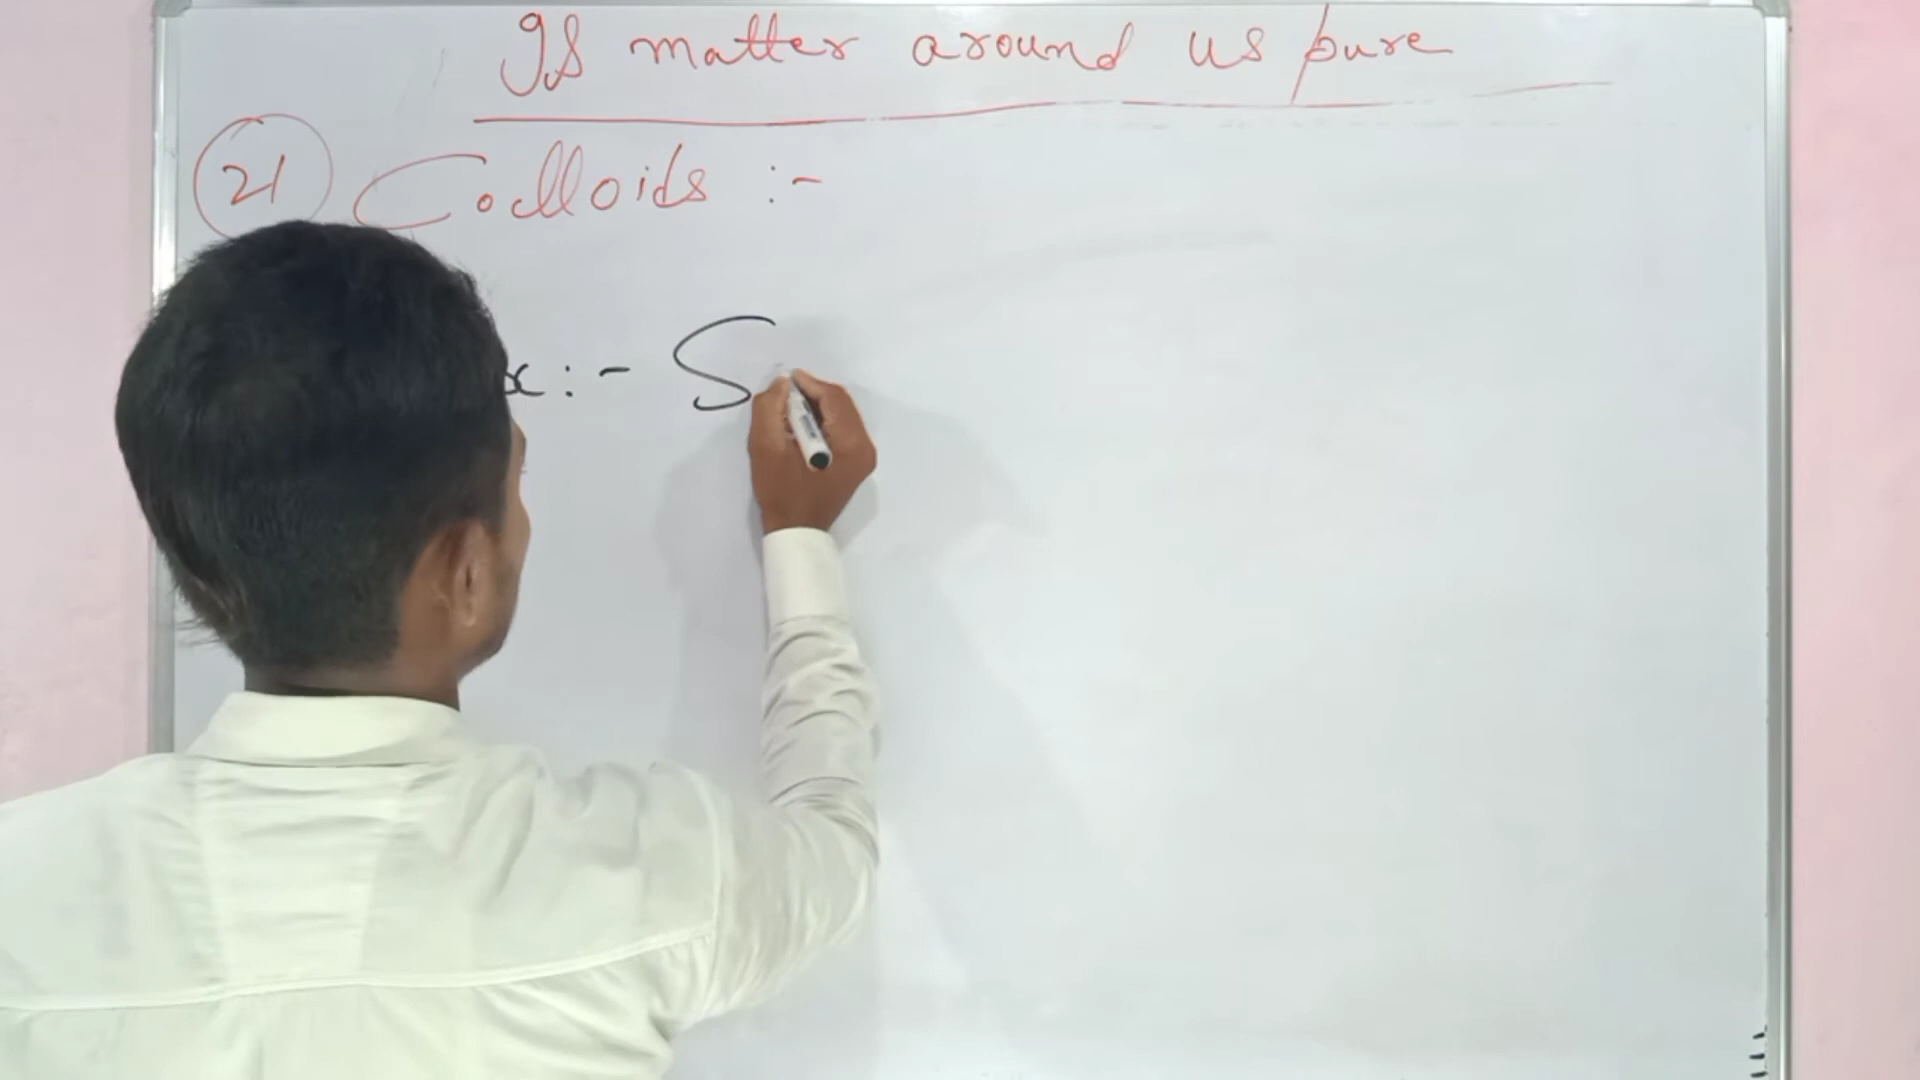 Is matter around us pure
21 Colloids :-
x :- S